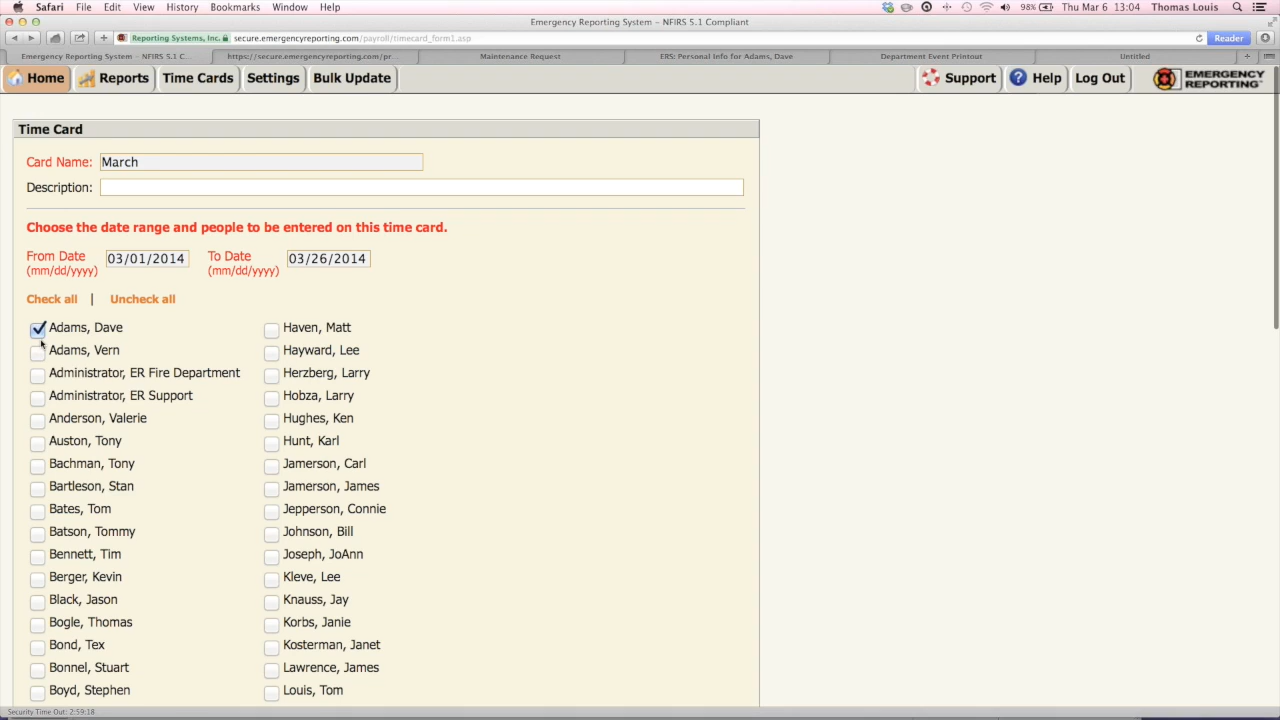 Safari File Edit View History Bookmarks Window Help 98% Thu Mar 6 13:04 Thomas Louis
Emergency Reporting System – NFIRS 5.1 Compliant
Reporting Systems, Inc. secure.emergencyreporting.com/payroll/timecard_form1.asp Reader
Emergency Reporting System – NFIRS 5.1 C... https://secure.emergencyreporting.com/pr... Maintenance Request ERS: Personal Info for Adams, Dave Department Event Printout Untitled
Home Reports Time Cards Settings Bulk Update Support Help Log Out EMERGENCY REPORTING
Time Card
Card Name: March
Description:
Choose the date range and people to be entered on this time card.
From Date (mm/dd/yyyy) 03/01/2014 To Date (mm/dd/yyyy) 03/26/2014
Check all | Uncheck all
Adams, Dave Haven, Matt
Adams, Vern Hayward, Lee
Administrator, ER Fire Department Herzberg, Larry
Administrator, ER Support Hobza, Larry
Anderson, Valerie Hughes, Ken
Auston, Tony Hunt, Karl
Bachman, Tony Jamerson, Carl
Bartleson, Stan Jamerson, James
Bates, Tom Jepperson, Connie
Batson, Tommy Johnson, Bill
Bennett, Tim Joseph, JoAnn
Berger, Kevin Kleve, Lee
Black, Jason Knauss, Jay
Bogle, Thomas Korbs, Janie
Bond, Tex Kosterman, Janet
Bonnel, Stuart Lawrence, James
Boyd, Stephen Louis, Tom
Security Time Out: 2:59:18